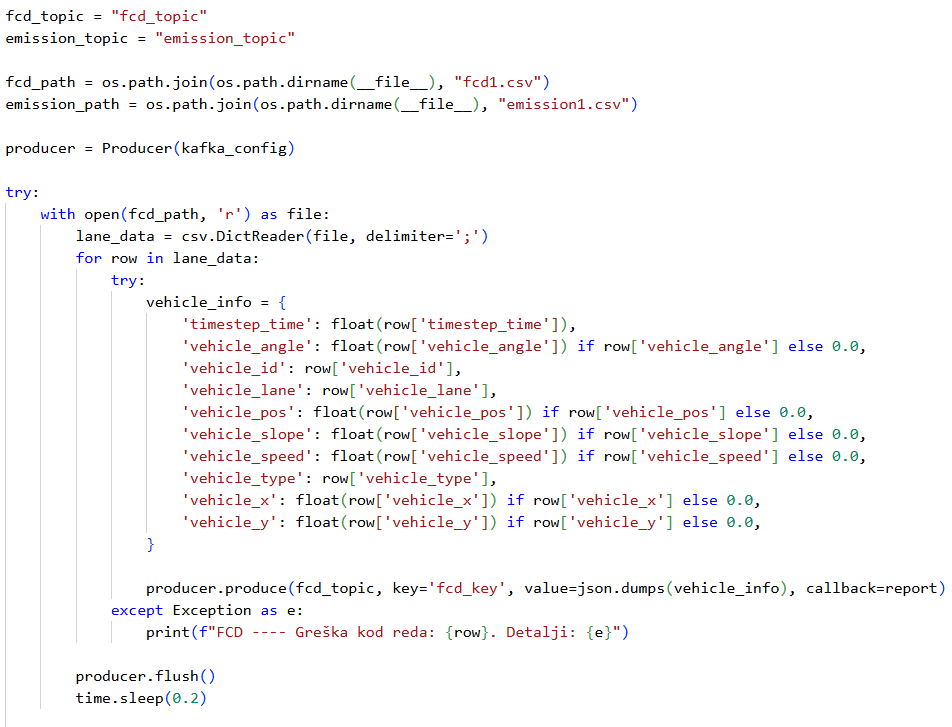 fcd_topic = "fcd_topic"
emission_topic = "emission_topic"

fcd_path = os.path.join(os.path.dirname(__file__), "fcd1.csv")
emission_path = os.path.join(os.path.dirname(__file__), "emission1.csv")

producer = Producer(kafka_config)

try:
    with open(fcd_path, 'r') as file:
        lane_data = csv.DictReader(file, delimiter=';')
        for row in lane_data:
            try:
                vehicle_info = {
                    'timestep_time': float(row['timestep_time']),
                    'vehicle_angle': float(row['vehicle_angle']) if row['vehicle_angle'] else 0.0,
                    'vehicle_id': row['vehicle_id'],
                    'vehicle_lane': row['vehicle_lane'],
                    'vehicle_pos': float(row['vehicle_pos']) if row['vehicle_pos'] else 0.0,
                    'vehicle_slope': float(row['vehicle_slope']) if row['vehicle_slope'] else 0.0,
                    'vehicle_speed': float(row['vehicle_speed']) if row['vehicle_speed'] else 0.0,
                    'vehicle_type': row['vehicle_type'],
                    'vehicle_x': float(row['vehicle_x']) if row['vehicle_x'] else 0.0,
                    'vehicle_y': float(row['vehicle_y']) if row['vehicle_y'] else 0.0,
                }

                producer.produce(fcd_topic, key='fcd_key', value=json.dumps(vehicle_info), callback=report)
            except Exception as e:
                print(f"FCD ---- Greška kod reda: {row}. Detalji: {e}")

        producer.flush()
        time.sleep(0.2)